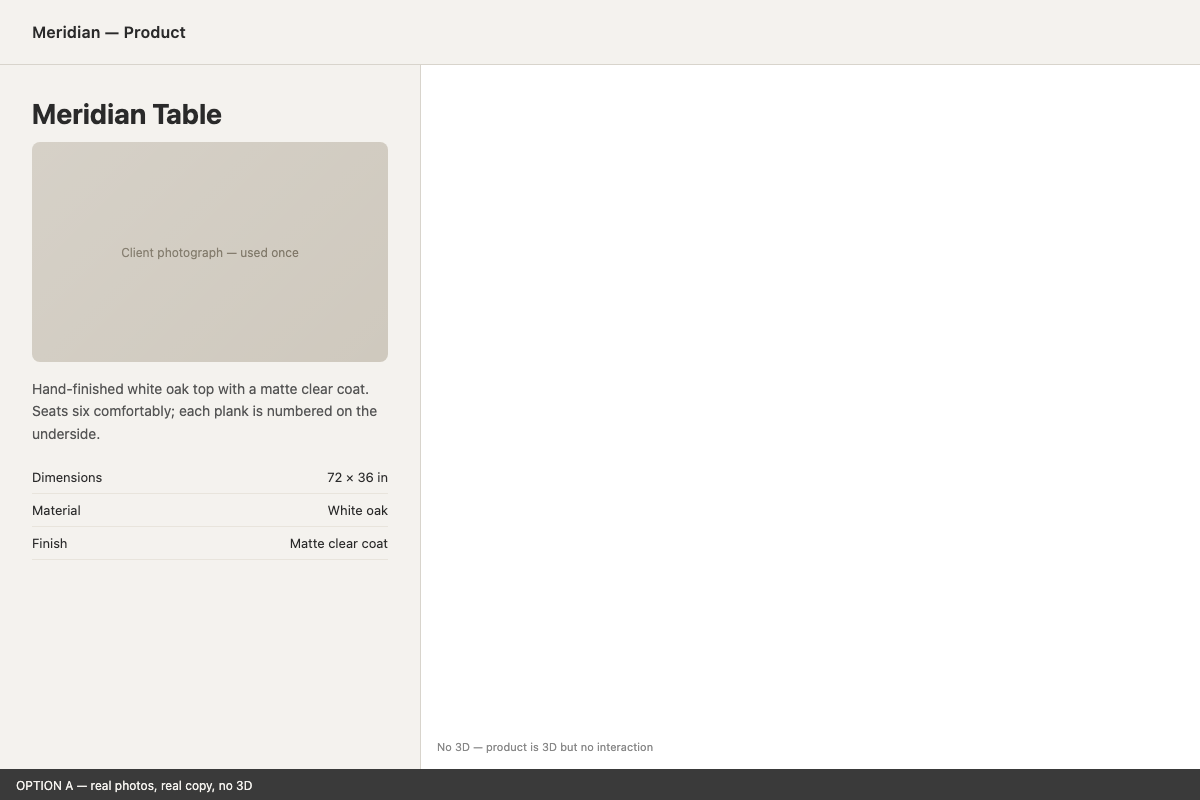 Meridian — Product
Meridian Table
Client photograph — used once
Hand-finished white oak top with a matte clear coat.
Seats six comfortably; each plank is numbered on the
underside.
Dimensions 72 × 36 in
Material White oak
Finish Matte clear coat
No 3D — product is 3D but no interaction
OPTION A — real photos, real copy, no 3D